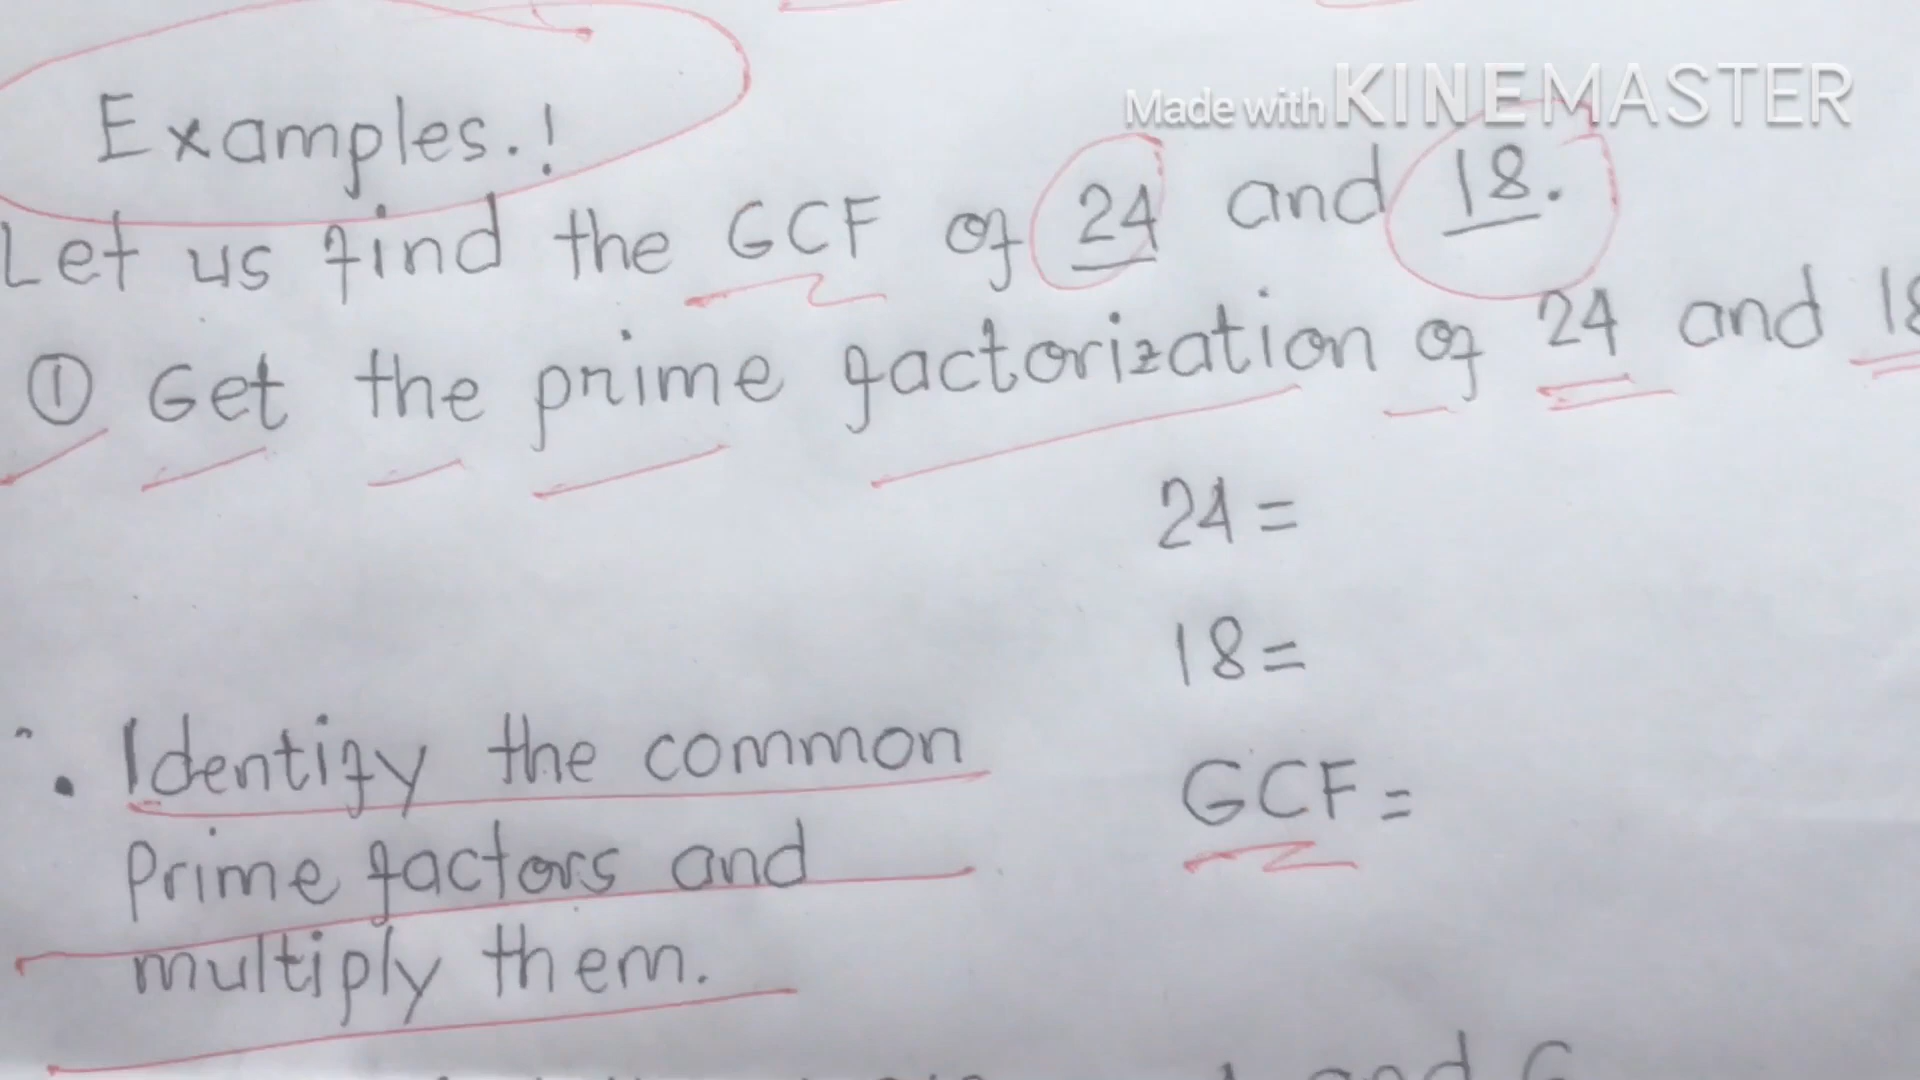 Made with KINEMASTER
Examples.!
Let us find the GCF of 24 and 18.
① Get the prime factorization of 24 and 18
24=
18=
Identify the common
Prime factors and
multiply them.
GCF=